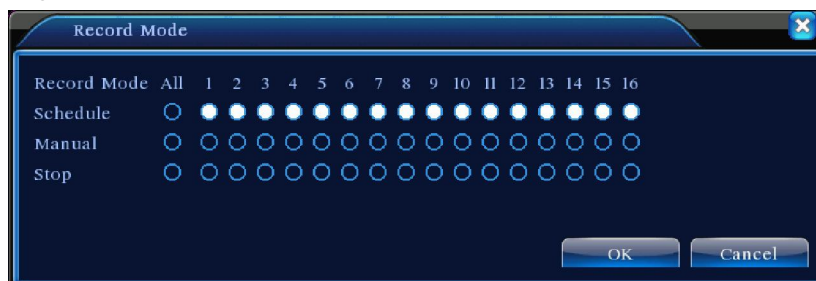 Record Mode
Record Mode All 1 2 3 4 5 6 7 8 9 10 11 12 13 14 15 16
Schedule
Manual
Stop
OK Cancel